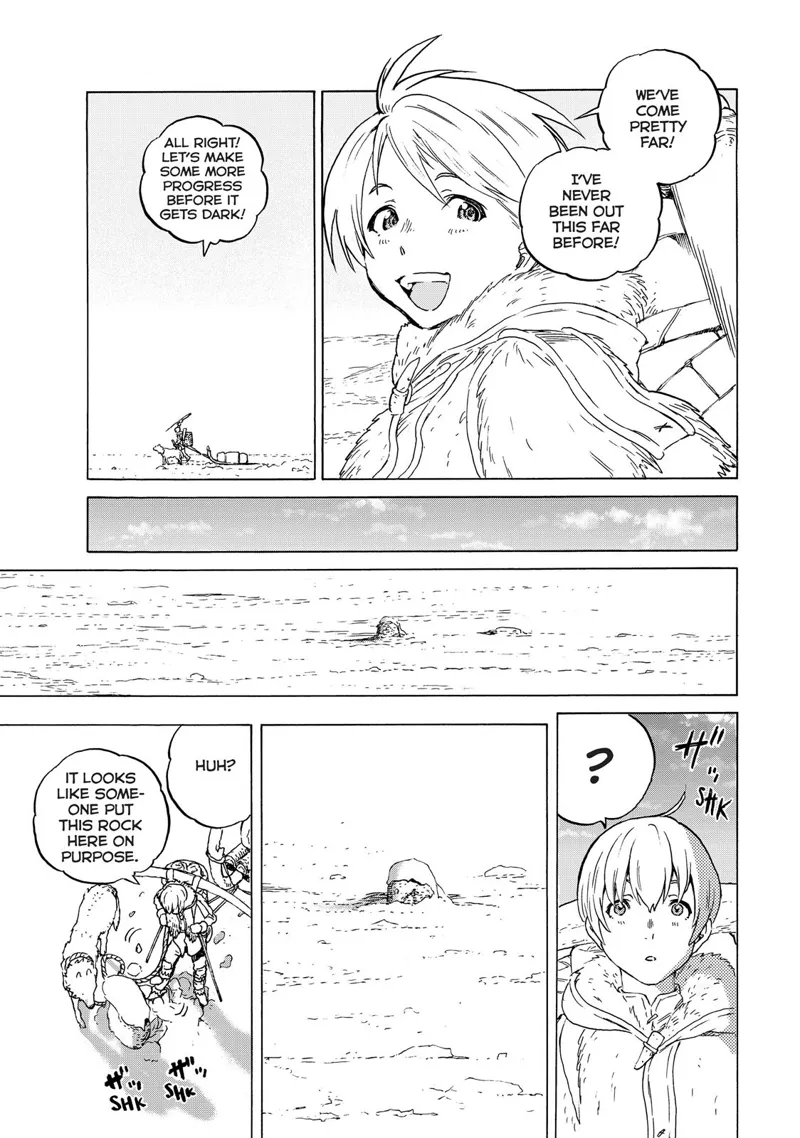 WE'VE
COME
PRETTY
FAR!
I'VE
NEVER
BEEN OUT
THIS FAR
BEFORE!
ALL RIGHT!
LET'S MAKE
SOME MORE
PROGRESS
BEFORE IT
GETS DARK!
?
ザッ
SHK
HUH?
IT LOOKS
LIKE SOME-
ONE PUT
THIS ROCK
HERE ON
PURPOSE.
ザッ
SHK
ザッ
SHK